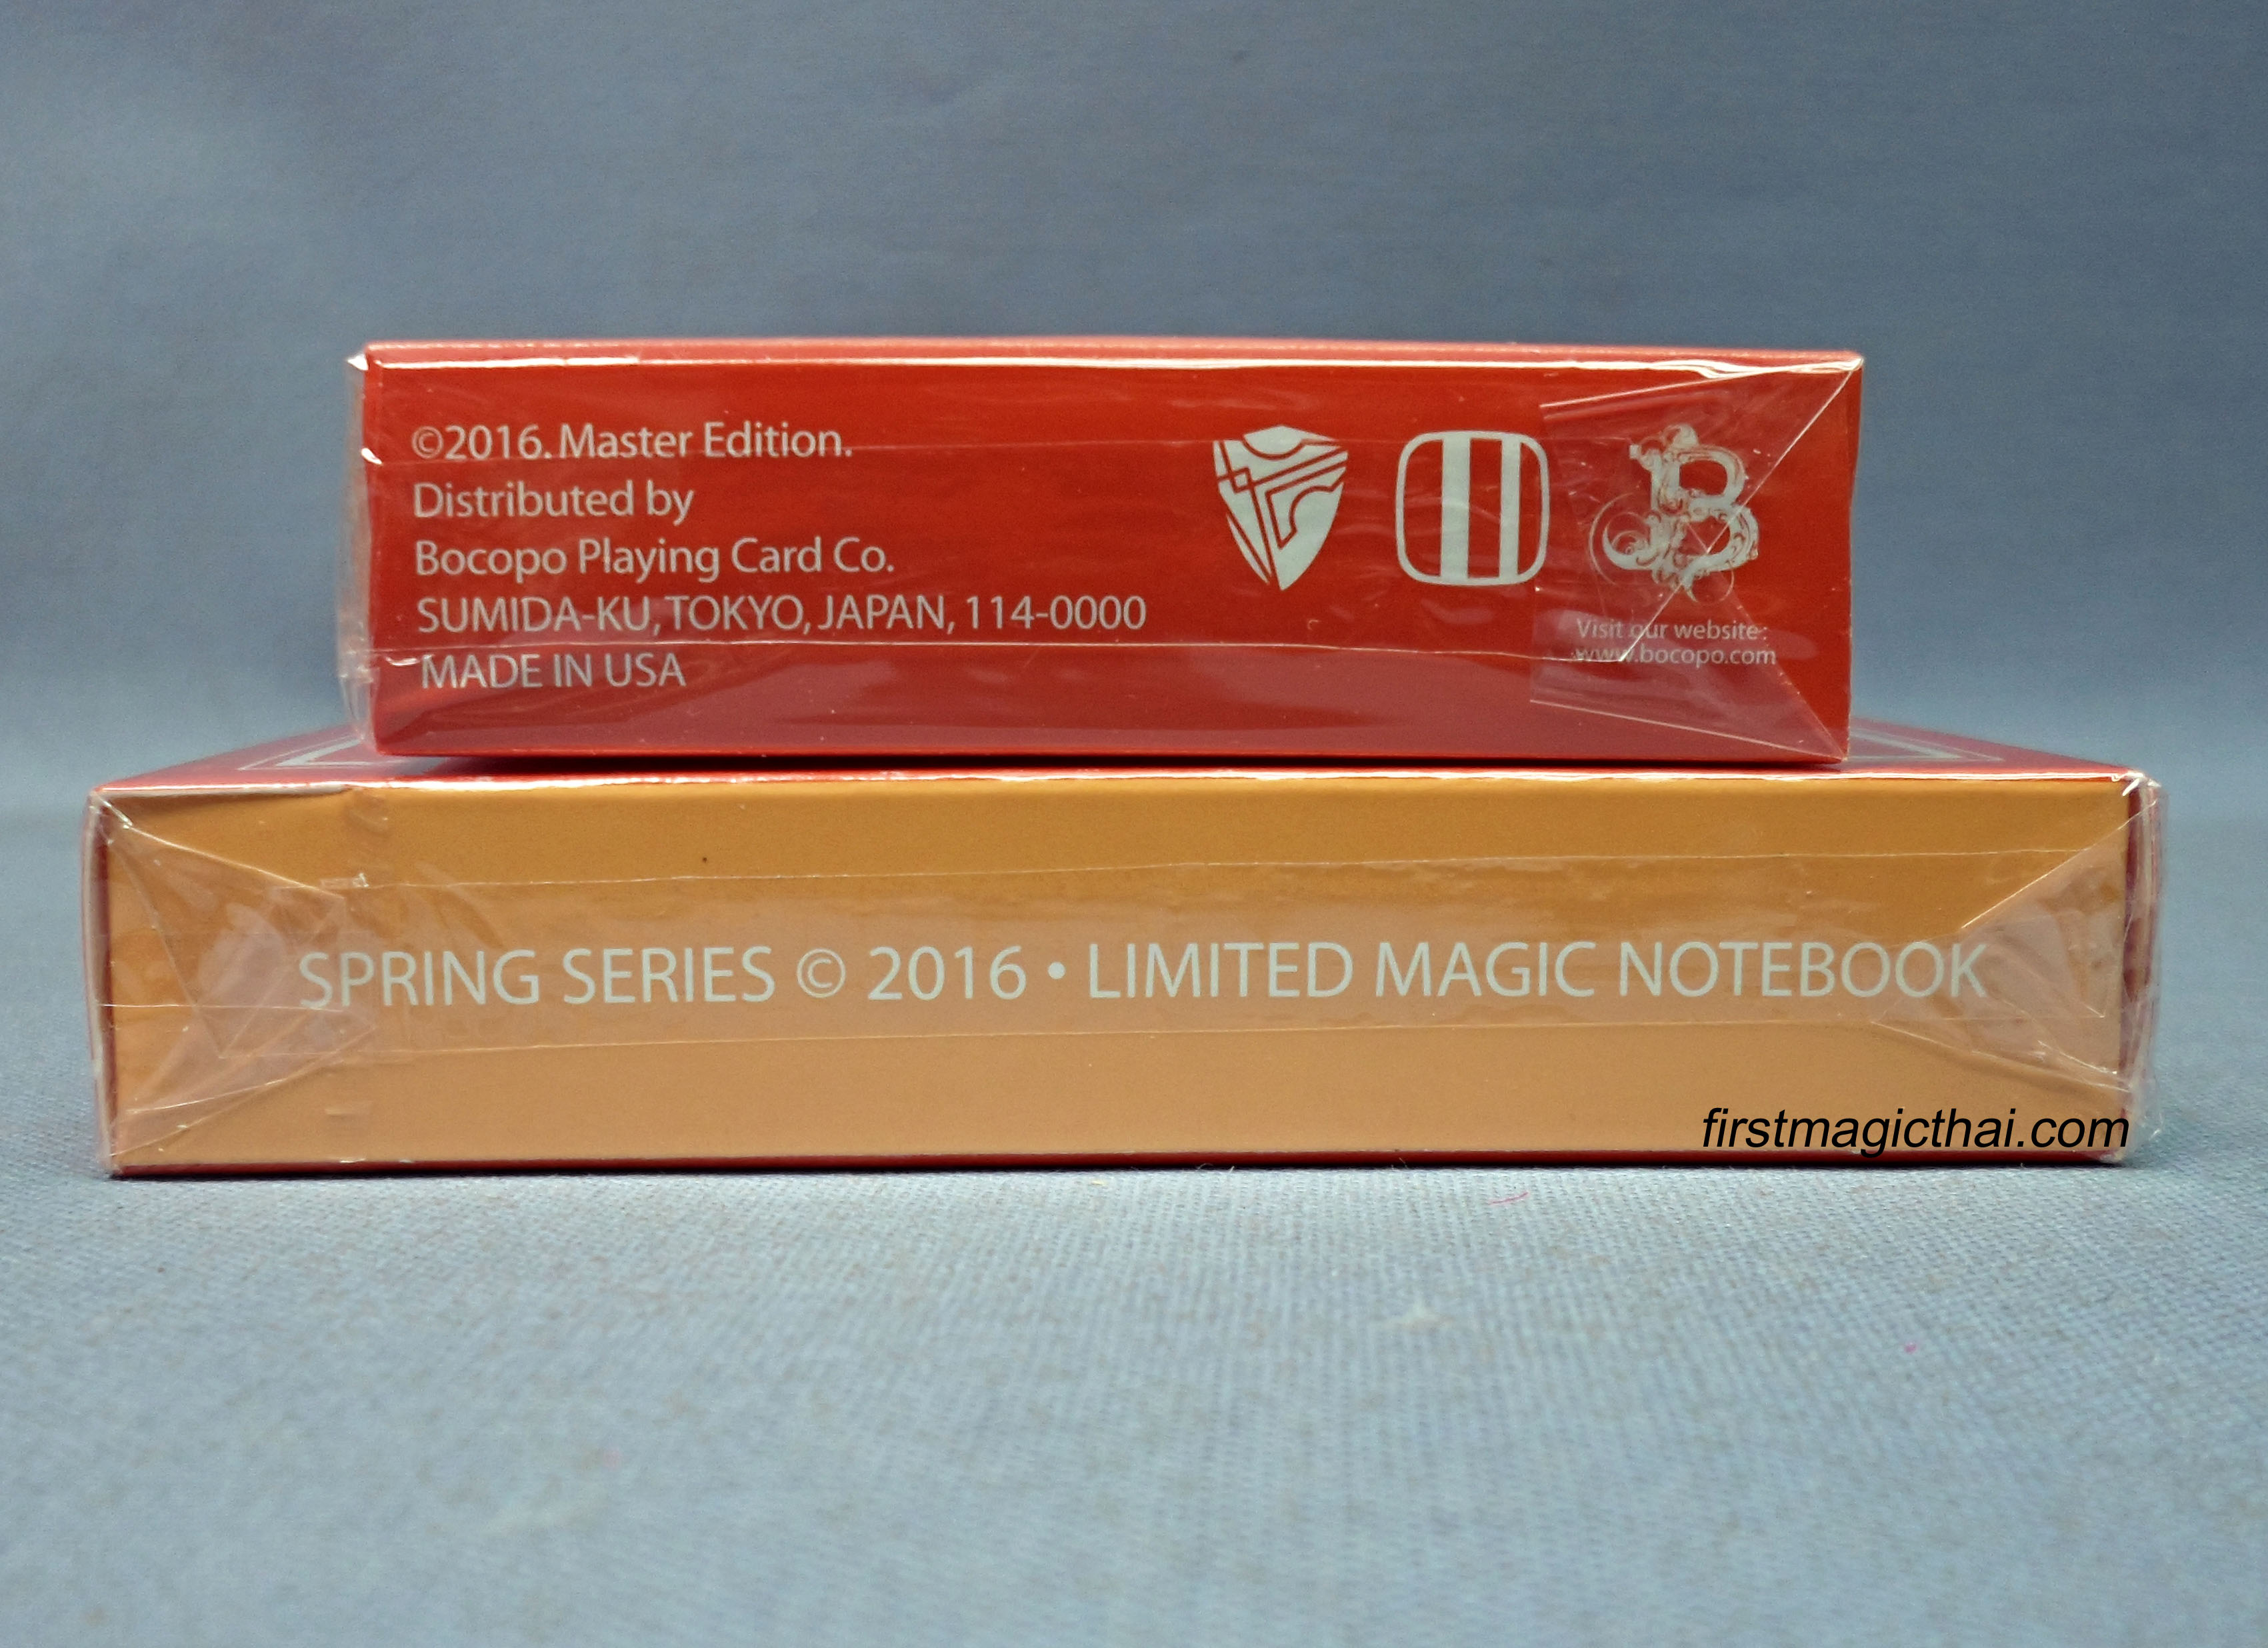 ©2016. Master Edition.
Distributed by
Bocopo Playing Card Co.
SUMIDA-KU, TOKYO, JAPAN, 114-0000
MADE IN USA
B
Visit our website:
www.bocopo.com
SPRING SERIES © 2016 • LIMITED MAGIC NOTEBOOK
firstmagicthai.com